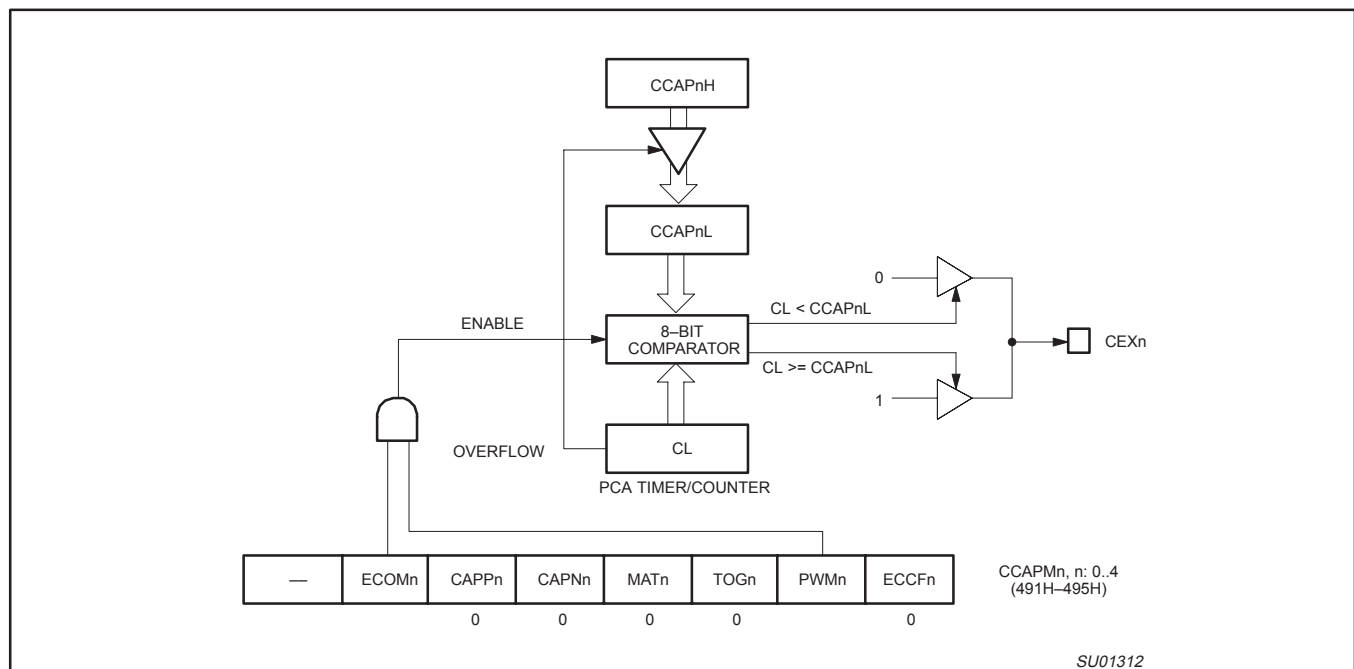 CCAPnH
CCAPnL
0
CL < CCAPnL
ENABLE
8–BIT
COMPARATOR
CEXn
CL >= CCAPnL
1
OVERFLOW
CL
PCA TIMER/COUNTER
— ECOMn CAPPn CAPNn MATn TOGn PWMn ECCFn
CCAPMn, n: 0..4
(491H–495H)
0 0 0 0 0
SU01312